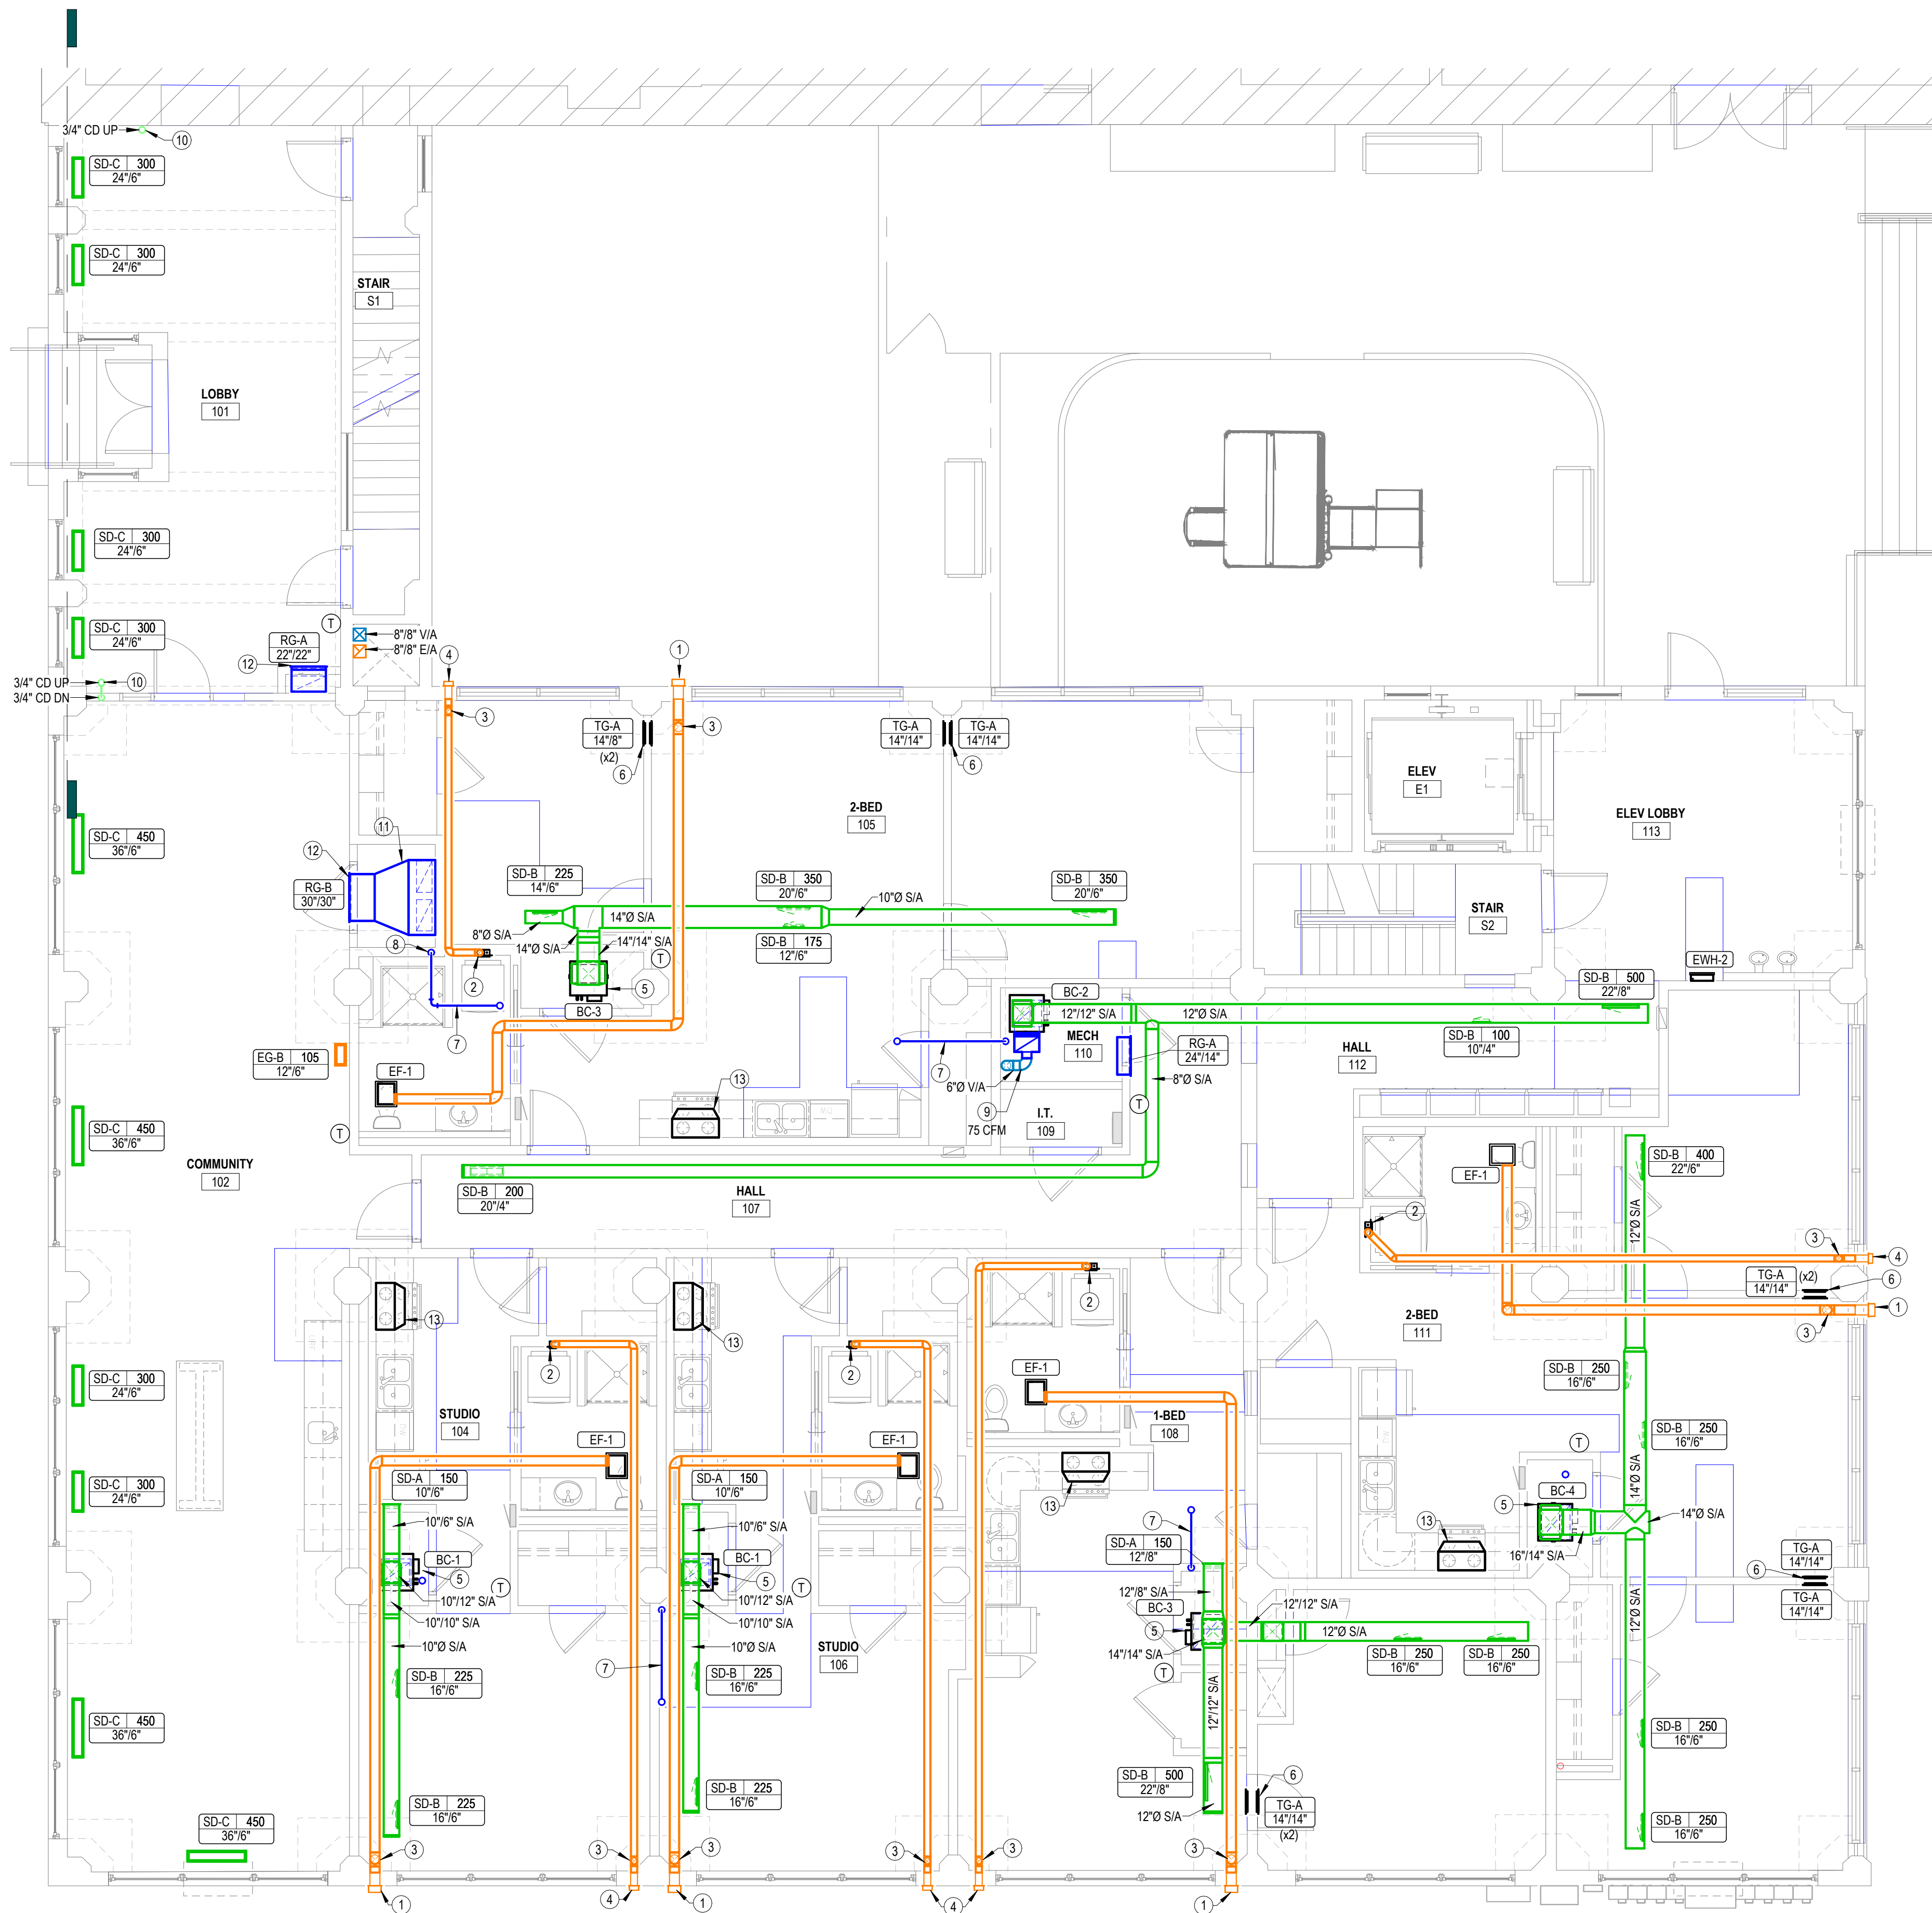 3/4" CD UP
10
SD-C 300
24"/6"
SD-C 300
24"/6"
STAIR
S1
LOBBY
101
SD-C 300
24"/6"
SD-C 300
24"/6"
T
RG-A
22"/22"
12
8"/8" V/A
8"/8" E/A
4
1
3/4" CD UP
10
3/4" CD DN
3
3
TG-A
14"/8"
(x2)
6
TG-A
14"/14"
TG-A
14"/14"
6
ELEV
E1
2-BED
105
ELEV LOBBY
113
SD-C 450
36"/6"
11
12
RG-B
30"/30"
SD-B 225
14"/6"
SD-B 350
20"/6"
SD-B 350
20"/6"
10"Ø S/A
14"Ø S/A
8"Ø S/A
14"Ø S/A
14"/14" S/A
SD-B 175
12"/6"
STAIR
S2
8
T
2
5
BC-3
7
EWH-2
SD-B 500
22"/8"
BC-2
12"/12" S/A
12"Ø S/A
MECH
110
RG-A
24"/14"
SD-B 100
10"/4"
HALL
112
EG-B 105
12"/6"
EF-1
7
6"Ø V/A
8"Ø S/A
9
75 CFM
I.T.
109
T
13
T
SD-C 450
36"/6"
COMMUNITY
102
SD-B 200
20"/4"
HALL
107
EF-1
SD-B 400
22"/6"
2
12"Ø S/A
3
4
TG-A
14"/14"
(x2)
6
1
3
13
13
2
2-BED
111
SD-C 300
24"/6"
2
2
EF-1
SD-B 250
16"/6"
STUDIO
104
1-BED
108
SD-B 250
16"/6"
EF-1
EF-1
T
SD-C 300
24"/6"
SD-A 150
10"/6"
SD-A 150
10"/6"
13
14"Ø S/A
BC-4
5
10"/6" S/A
10"/6" S/A
7
13
14"Ø S/A
SD-A 150
12"/8"
16"/14" S/A
TG-A
14"/14"
6
TG-A
14"/14"
BC-1
5
BC-1
5
T
T
10"/12" S/A
10"/12" S/A
10"/10" S/A
10"/10" S/A
12"/8" S/A
BC-3
12"/12" S/A
5
12"Ø S/A
12"Ø S/A
10"Ø S/A
10"Ø S/A
STUDIO
106
14"/14" S/A
SD-B 250
16"/6"
SD-B 250
16"/6"
7
T
SD-B 225
16"/6"
SD-B 225
16"/6"
12"/12" S/A
SD-C 450
36"/6"
SD-B 250
16"/6"
SD-B 500
22"/8"
6
SD-B 225
16"/6"
SD-B 225
16"/6"
12"Ø S/A
TG-A
14"/14"
(x2)
SD-C 450
36"/6"
SD-B 250
16"/6"
3
3
3
3
3
3
1
4
1
4
1